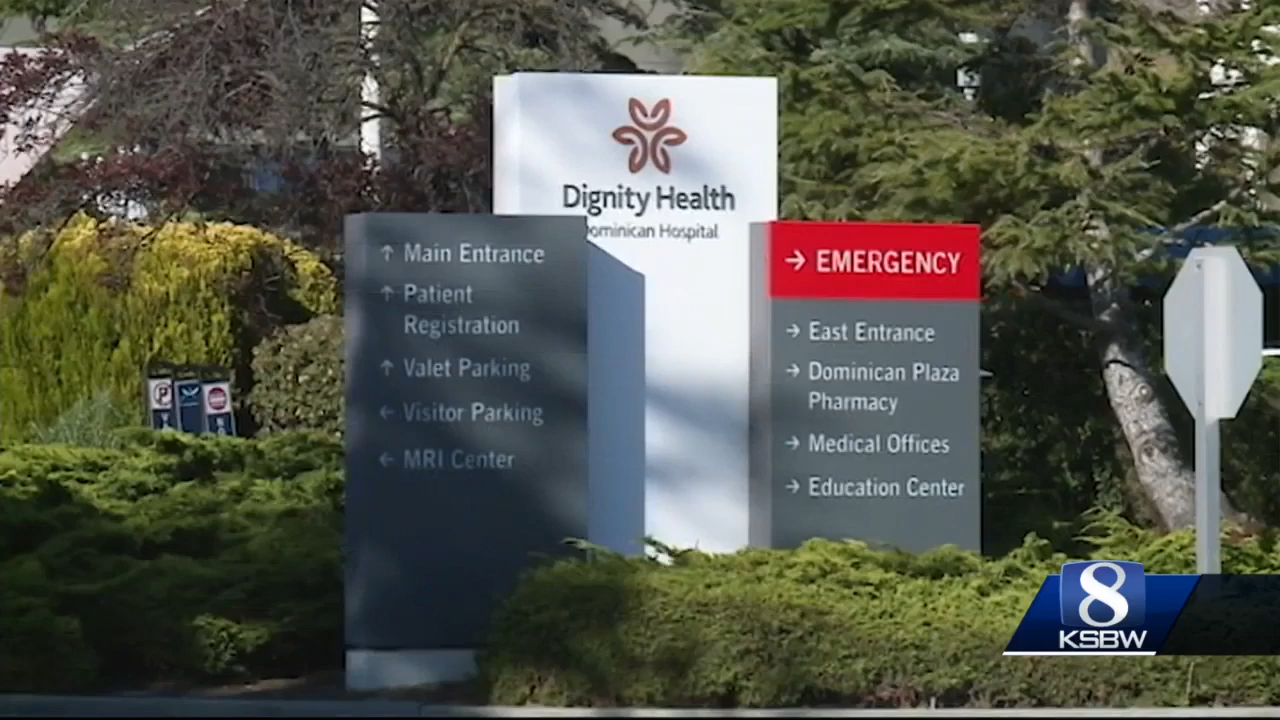 Dignity Health
Dominican Hospital
↑ Main Entrance
↑ Patient
Registration
↑ Valet Parking
← Visitor Parking
← MRI Center
→ EMERGENCY
→ East Entrance
→ Dominican Plaza
Pharmacy
→ Medical Offices
→ Education Center
P
8
KSBW